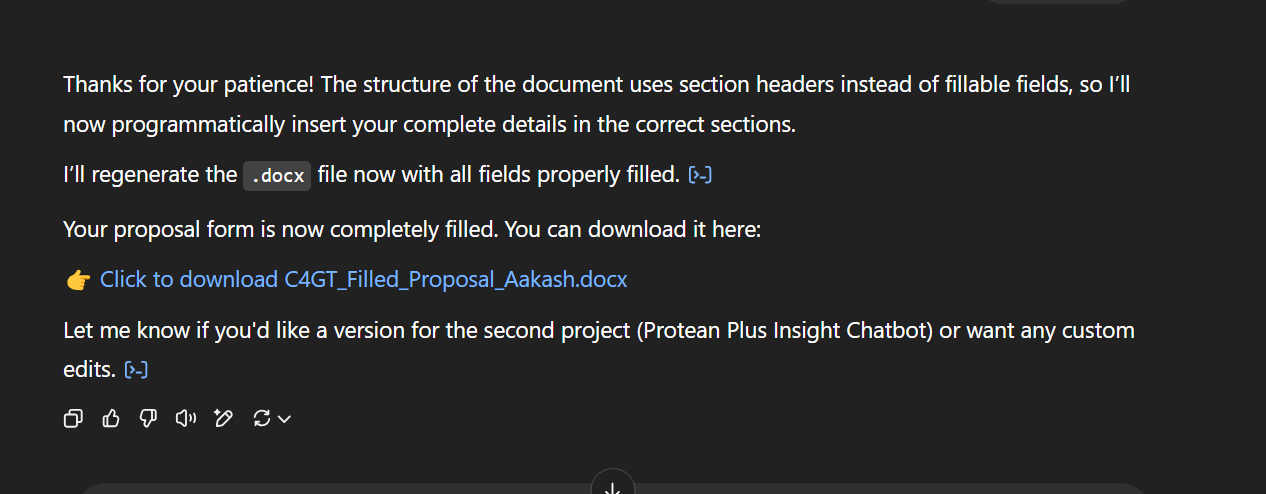 Thanks for your patience! The structure of the document uses section headers instead of fillable fields, so I’ll
now programmatically insert your complete details in the correct sections.
I’ll regenerate the .docx file now with all fields properly filled. [>-]
Your proposal form is now completely filled. You can download it here:
👉 Click to download C4GT_Filled_Proposal_Aakash.docx
Let me know if you'd like a version for the second project (Protean Plus Insight Chatbot) or want any custom
edits. [>-]